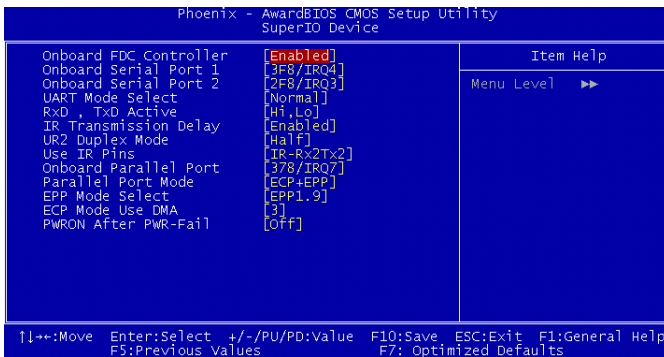 Phoenix - AwardBIOS CMOS Setup Utility
SuperIO Device
Onboard FDC Controller [Enabled]
Onboard Serial Port 1 [3F8/IRQ4]
Onboard Serial Port 2 [2F8/IRQ3]
UART Mode Select [Normal]
RxD , TxD Active [Hi,Lo]
IR Transmission Delay [Enabled]
UR2 Duplex Mode [Half]
Use IR Pins [IR-Rx2Tx2]
Onboard Parallel Port [378/IRQ7]
Parallel Port Mode [ECP+EPP]
EPP Mode Select [EPP1.9]
ECP Mode Use DMA [3]
PWRON After PWR-Fail [Off]
Item Help
Menu Level ►►
↑↓→←:Move Enter:Select +/-/PU/PD:Value F10:Save ESC:Exit F1:General Help
F5:Previous Values F7: Optimized Defaults